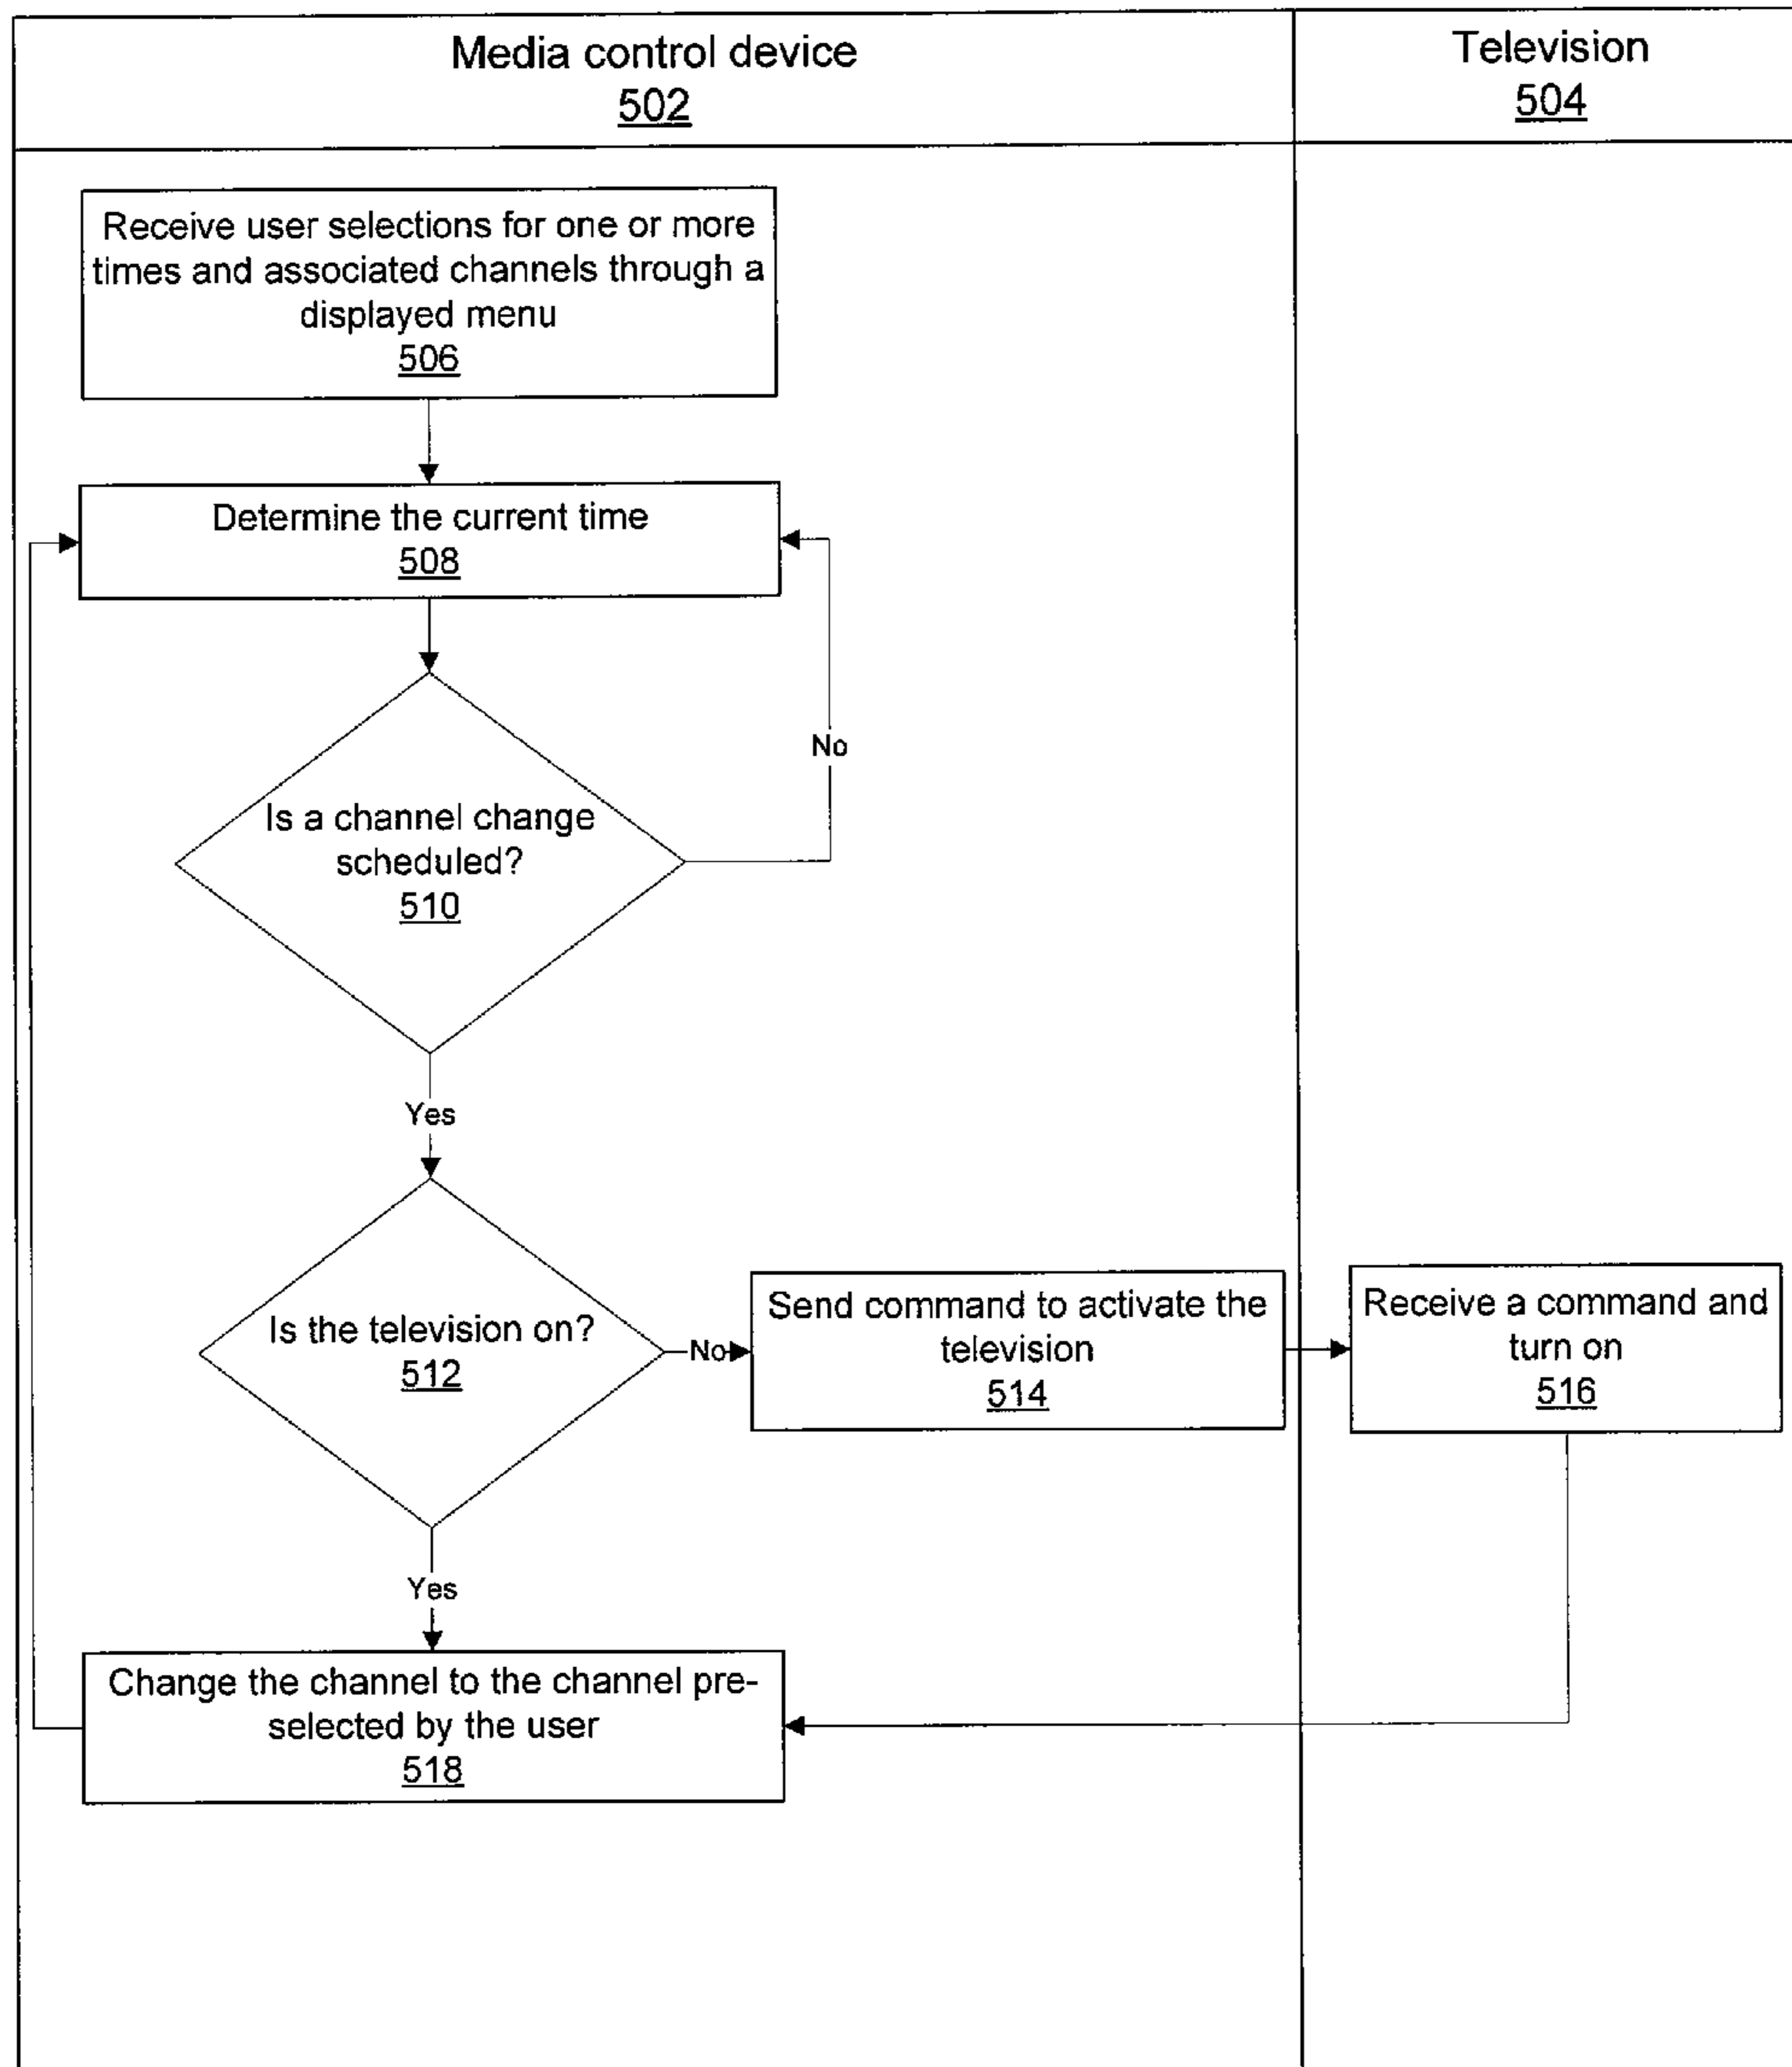 Media control device
502
Television
504
Receive user selections for one or more
times and associated channels through a
displayed menu
506
Determine the current time
508
No
Is a channel change
scheduled?
510
Yes
Is the television on?
512
No
Send command to activate the
television
514
Receive a command and
turn on
516
Yes
Change the channel to the channel pre-
selected by the user
518